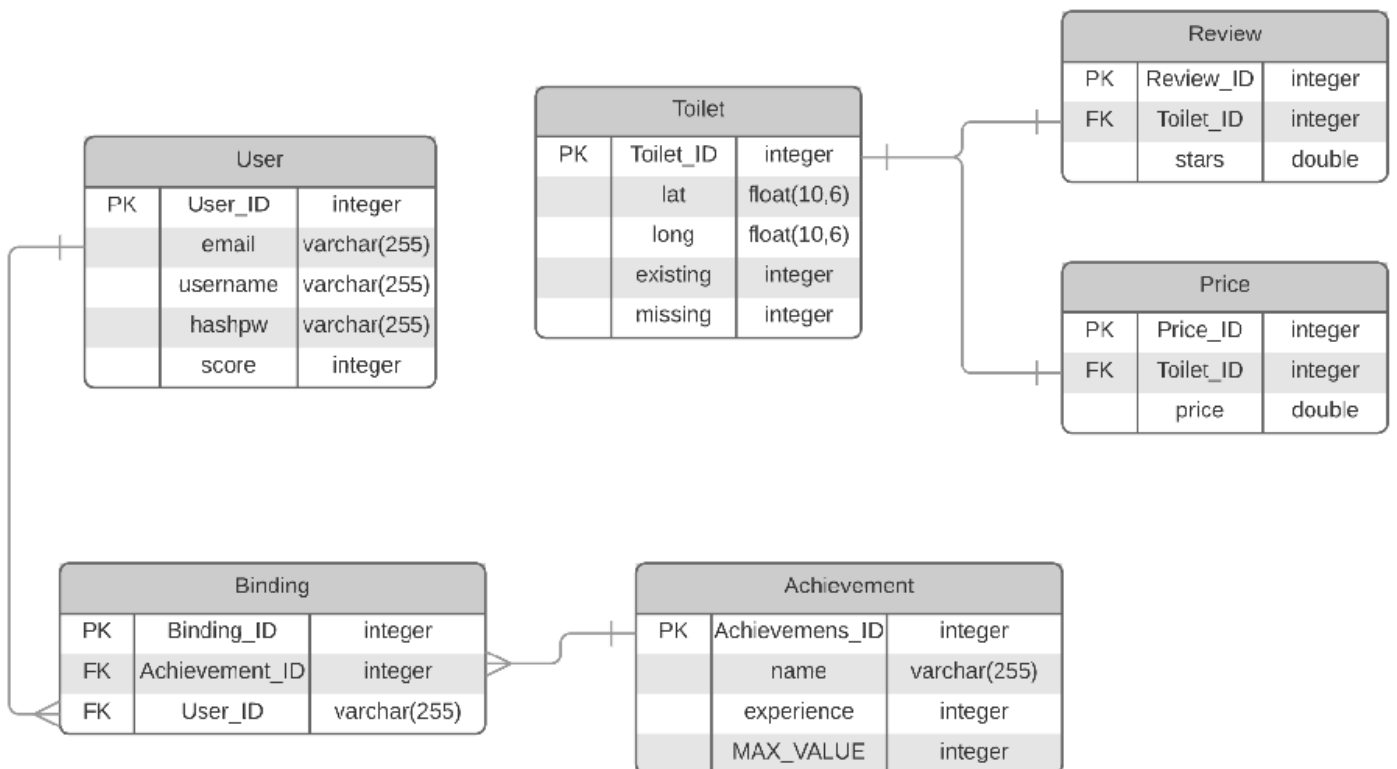 Review
PK Review_ID integer
FK Toilet_ID integer
stars double
Toilet
PK Toilet_ID integer
lat float(10,6)
long float(10,6)
existing integer
missing integer
User
PK User_ID integer
email varchar(255)
username varchar(255)
hashpw varchar(255)
score integer
Price
PK Price_ID integer
FK Toilet_ID integer
price double
Binding
PK Binding_ID integer
FK Achievement_ID integer
FK User_ID varchar(255)
Achievement
PK Achievemens_ID integer
name varchar(255)
experience integer
MAX_VALUE integer